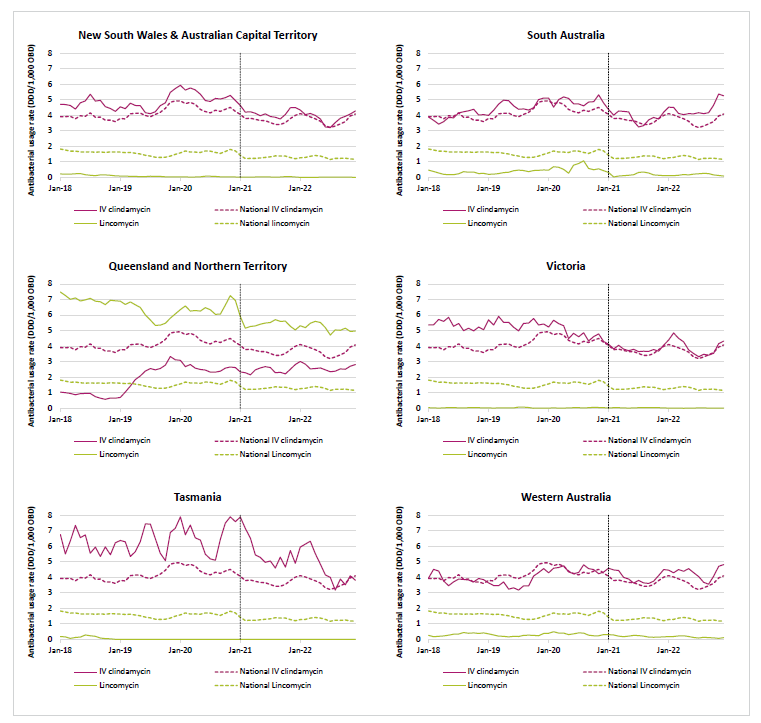 New South Wales & Australian Capital Territory
Antibacterial usage rate (DDD/1,000 OBD)
8
7
6
5
4
3
2
1
0
Jan-18 Jan-19 Jan-20 Jan-21 Jan-22
IV clindamycin National IV clindamycin
Lincomycin National lincomycin
South Australia
Antibacterial usage rate (DDD/1,000 OBD)
8
7
6
5
4
3
2
1
0
Jan-18 Jan-19 Jan-20 Jan-21 Jan-22
IV clindamycin National IV clindamycin
Lincomycin National Lincomycin
Queensland and Northern Territory
Antibacterial usage rate (DDD/1,000 OBD)
8
7
6
5
4
3
2
1
0
Jan-18 Jan-19 Jan-20 Jan-21 Jan-22
IV clindamycin National IV clindamycin
Lincomycin National Lincomycin
Victoria
Antibacterial usage rate (DDD/1,000 OBD)
8
7
6
5
4
3
2
1
0
Jan-18 Jan-19 Jan-20 Jan-21 Jan-22
IV clindamycin National IV clindamycin
Lincomycin National Lincomycin
Tasmania
Antibacterial usage rate (DDD/1,000 OBD)
8
7
6
5
4
3
2
1
0
Jan-18 Jan-19 Jan-20 Jan-21 Jan-22
IV clindamycin National IV clindamycin
Lincomycin National Lincomycin
Western Australia
Antibacterial usage rate (DDD/1,000 OBD)
8
7
6
5
4
3
2
1
0
Jan-18 Jan-19 Jan-20 Jan-21 Jan-22
IV clindamycin National IV clindamycin
Lincomycin National Lincomycin